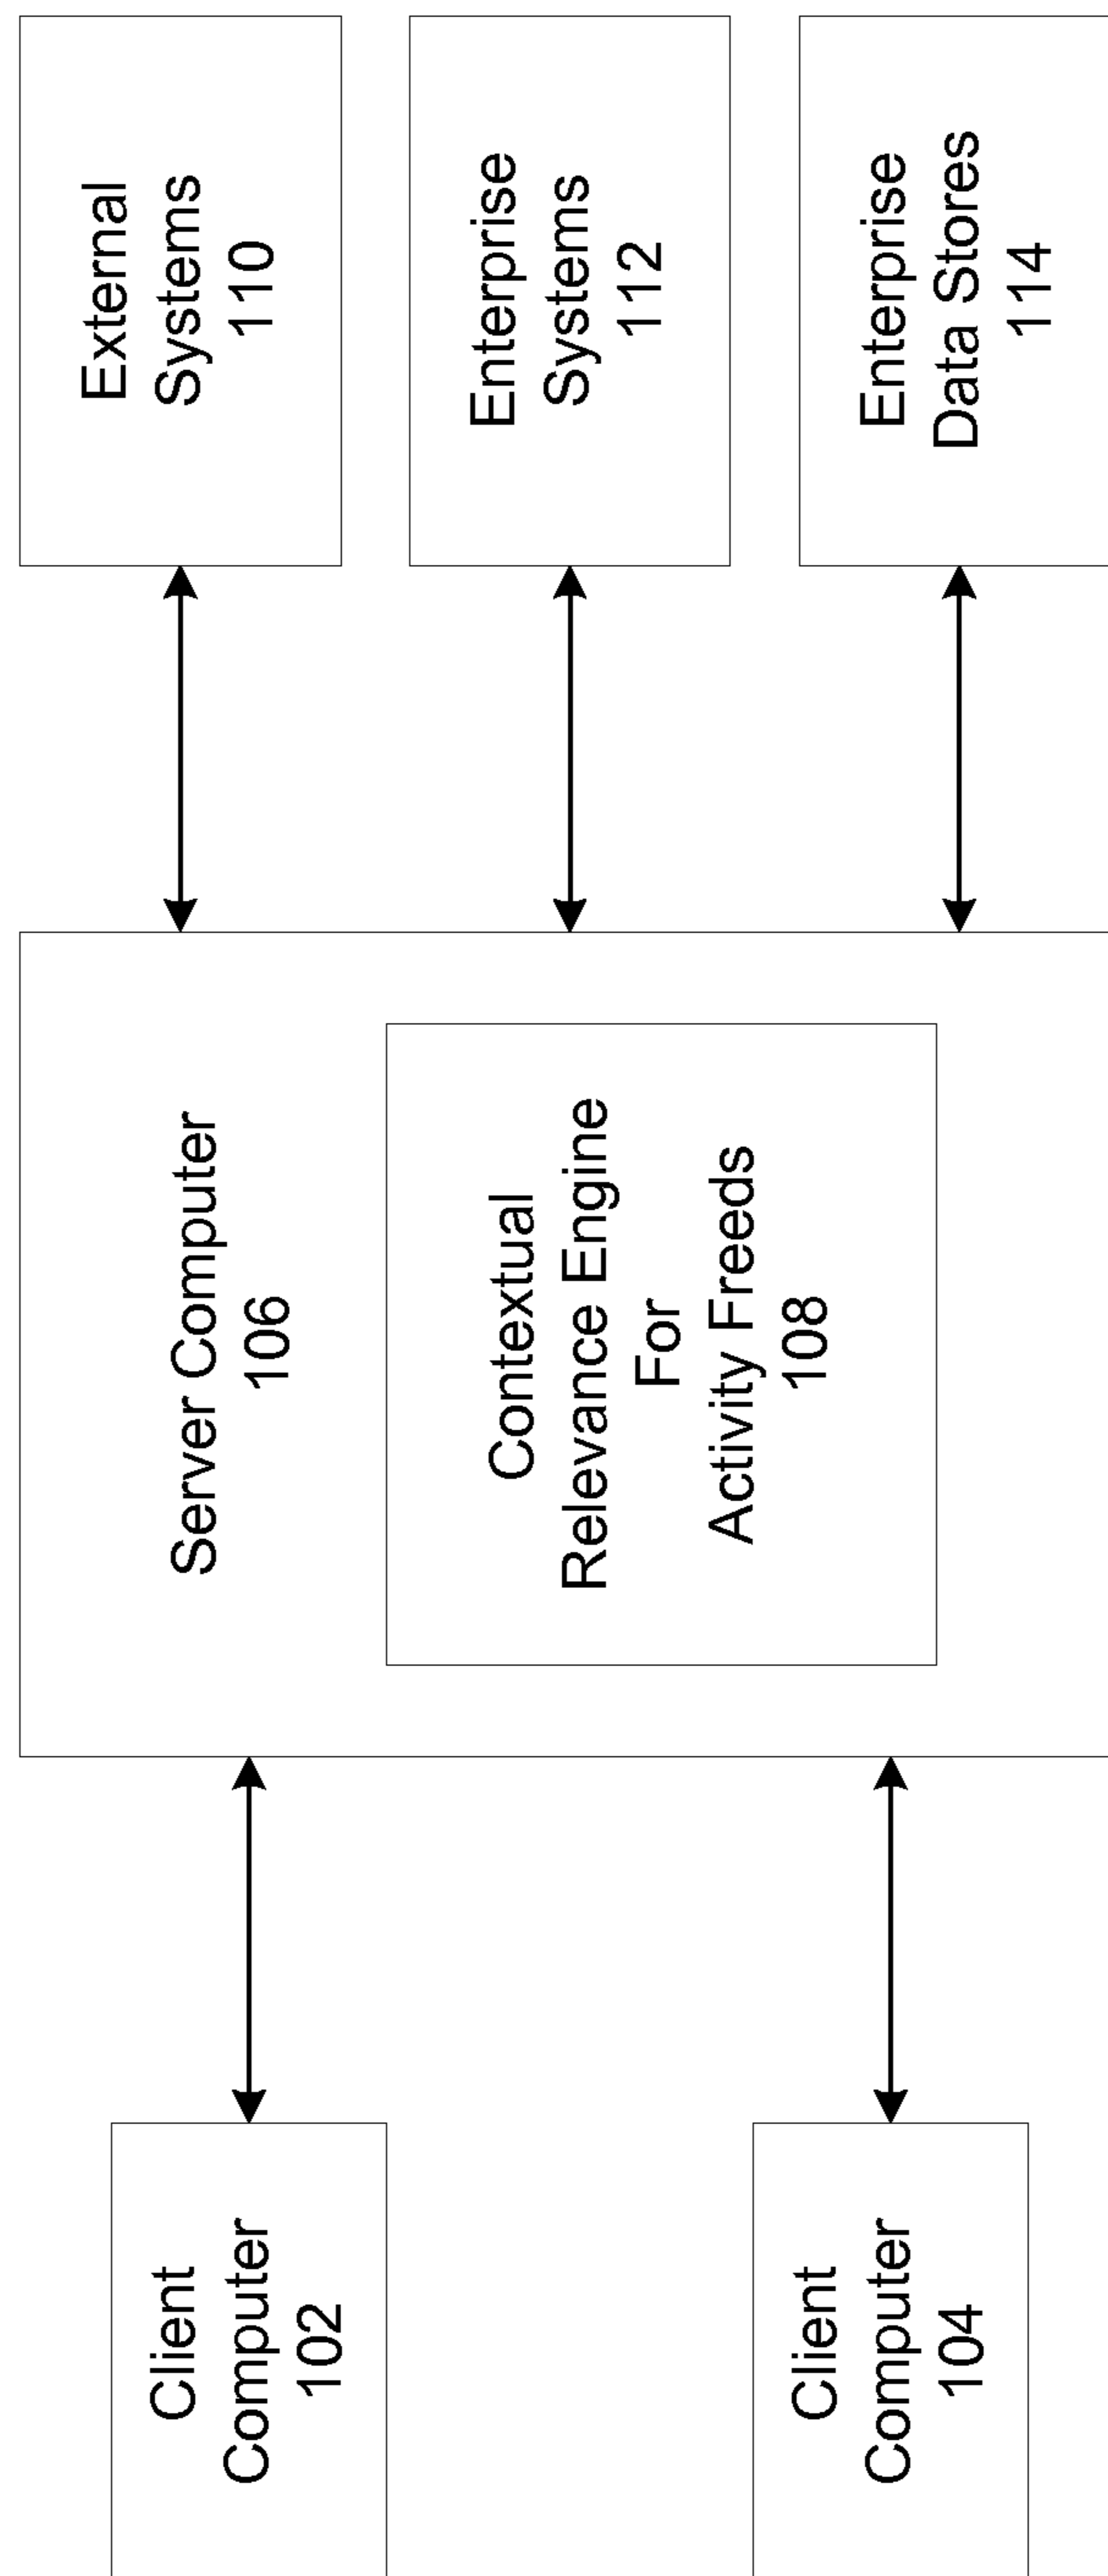 Client
Computer
102
Client
Computer
104
Server Computer
106
Contextual
Relevance Engine
For
Activity Freeds
108
External
Systems
110
Enterprise
Systems
112
Enterprise
Data Stores
114